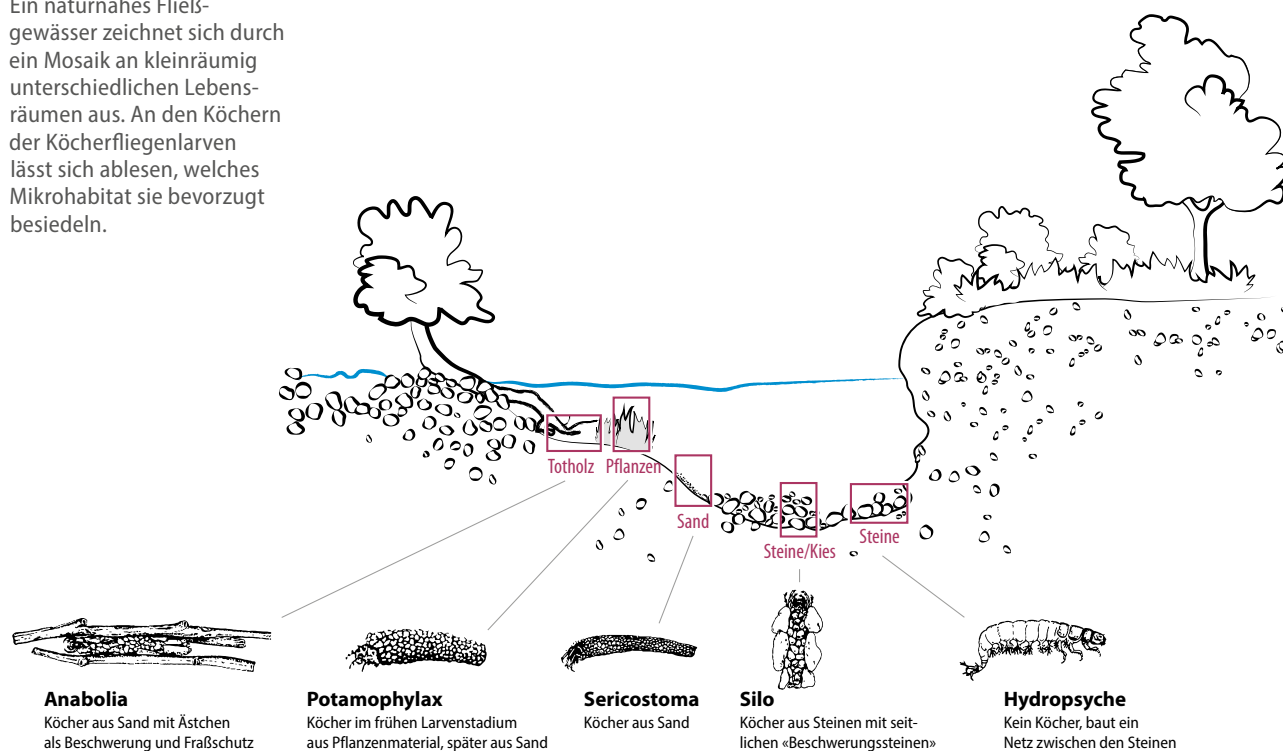 Ein naturnahes Fließ-
gewässer zeichnet sich durch
ein Mosaik an kleinräumig
unterschiedlichen Lebens-
räumen aus. An den Köchern
der Köcherfliegenlarven
lässt sich ablesen, welches
Mikrohabitat sie bevorzugt
besiedeln.
Totholz
Pflanzen
Sand
Steine/Kies
Steine
Anabolia
Köcher aus Sand mit Ästchen
als Beschwerung und Fraßschutz
Potamophylax
Köcher im frühen Larvenstadium
aus Pflanzenmaterial, später aus Sand
Sericostoma
Köcher aus Sand
Silo
Köcher aus Steinen mit seit-
lichen «Beschwerungssteinen»
Hydropsyche
Kein Köcher, baut ein
Netz zwischen den Steinen